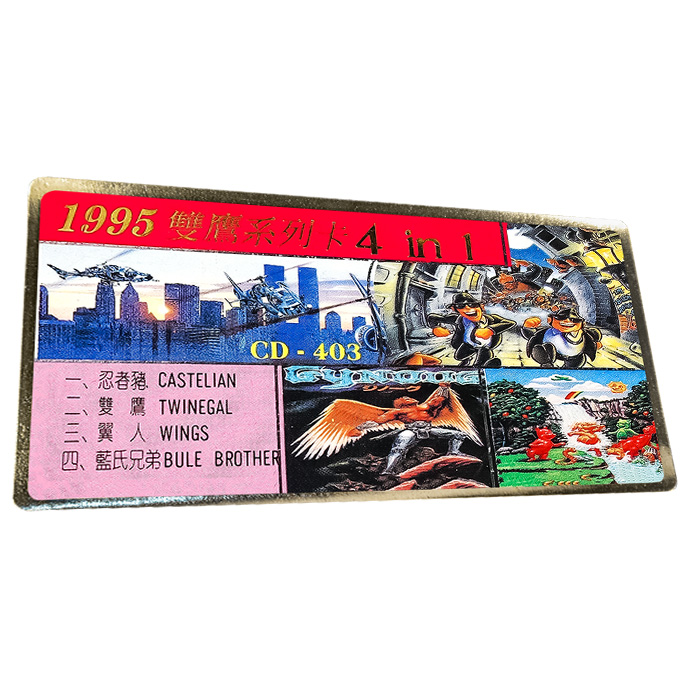 1995 雙鷹系列卡 4 in 1
CD - 403
一、忍者豬 CASTELIAN
二、雙 鷹 TWINEGAL
三、翼 人 WINGS
四、藍氏兄弟 BULE BROTHER